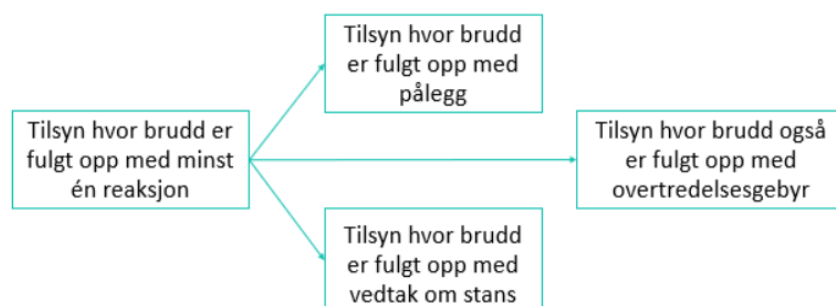 Tilsyn hvor brudd
er fulgt opp med
pålegg
Tilsyn hvor brudd er
fulgt opp med minst
én reaksjon
Tilsyn hvor brudd også
er fulgt opp med
overtredelsesgebyr
Tilsyn hvor brudd
er fulgt opp med
vedtak om stans